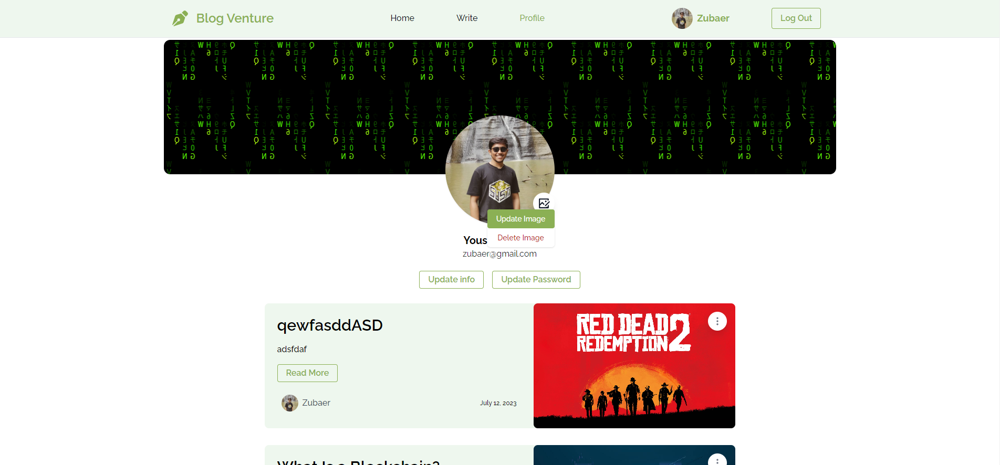 Blog Venture
Home
Write
Profile
Zubaer
Log Out
Update Image
Delete Image
Yous
zubaer@gmail.com
Update info
Update Password
qewfasddASD
adsfdaf
Read More
Zubaer
July 12, 2023
RED DEAD
REDEMPTION 2
What Is a Blockchain?